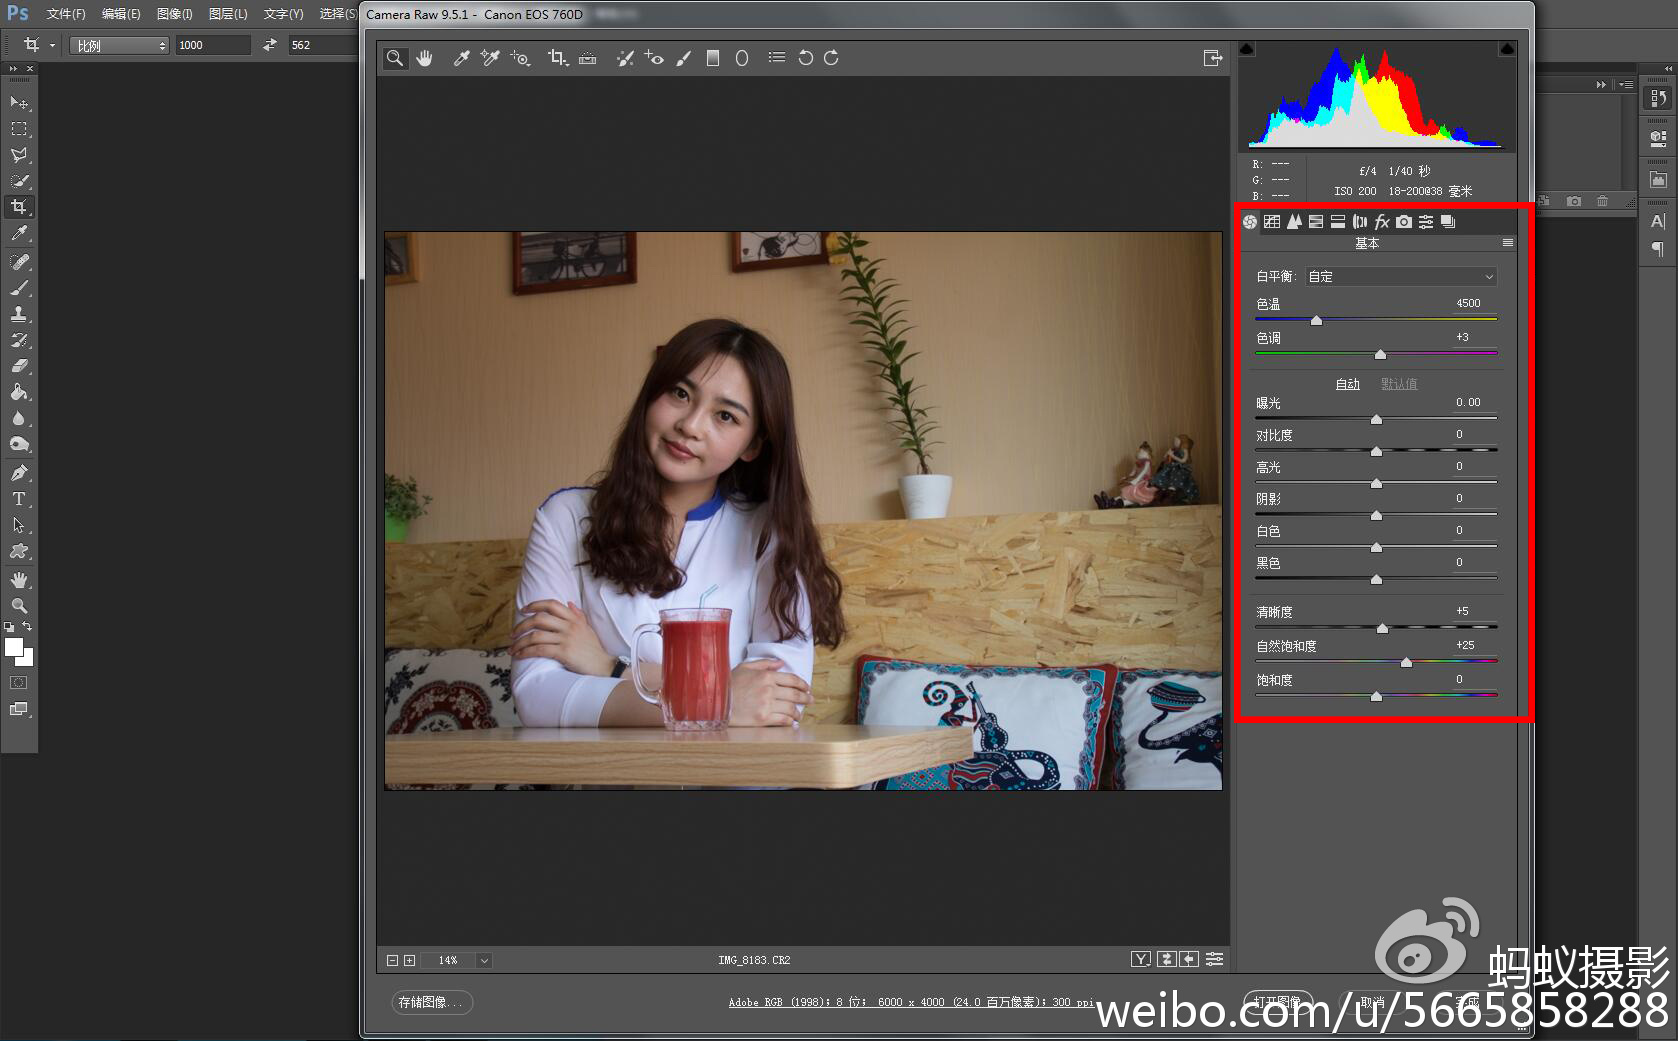 Ps 文件(F) 编辑(E) 图像(I) 图层(L) 文字(Y) 选择(S)
Camera Raw 9.5.1 - Canon EOS 760D
比例 1000 562
R: ---
G: ---
B: ---
f/4 1/40 秒
ISO 200 18-200@38 毫米
基本
白平衡: 自定
色温 4500
色调 +3
自动 默认值
曝光 0.00
对比度 0
高光 0
阴影 0
白色 0
黑色 0
清晰度 +5
自然饱和度 +25
饱和度 0
14% IMG_8183.CR2
存储图像... Adobe RGB (1998); 8 位; 6000 x 4000 (24.0 百万像素); 300 ppi 打开图像 取消 完成
蚂蚁摄影
weibo.com/u/5665858288